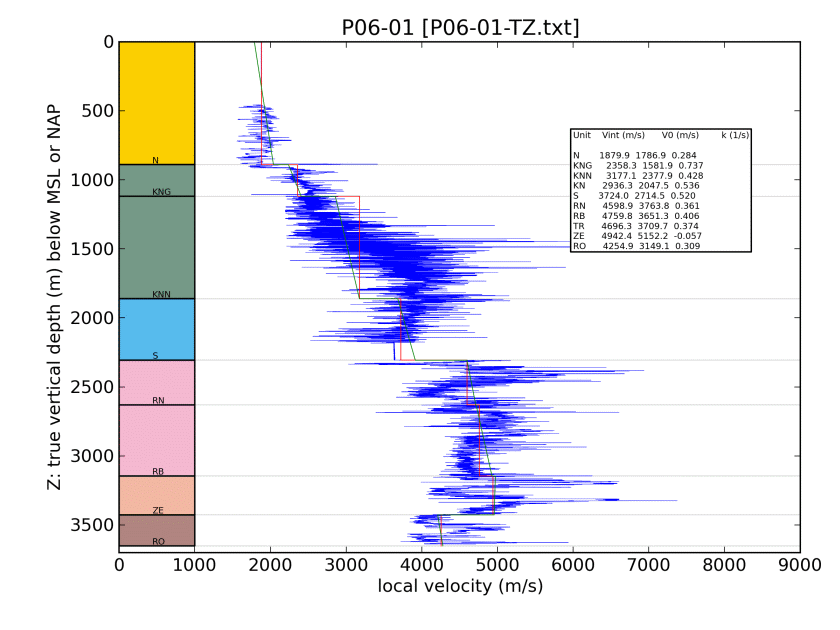 P06-01 [P06-01-TZ.txt]
Z: true vertical depth (m) below MSL or NAP
0
500
1000
1500
2000
2500
3000
3500
N
KNG
KNN
S
RN
RB
ZE
RO
Unit Vint (m/s) V0 (m/s) k (1/s)
N 1879.9 1786.9 0.284
KNG 2358.3 1581.9 0.737
KNN 3177.1 2377.9 0.428
KN 2936.3 2047.5 0.536
S 3724.0 2714.5 0.520
RN 4598.9 3763.8 0.361
RB 4759.8 3651.3 0.406
TR 4696.3 3709.7 0.374
ZE 4942.4 5152.2 -0.057
RO 4254.9 3149.1 0.309
0 1000 2000 3000 4000 5000 6000 7000 8000 9000
local velocity (m/s)